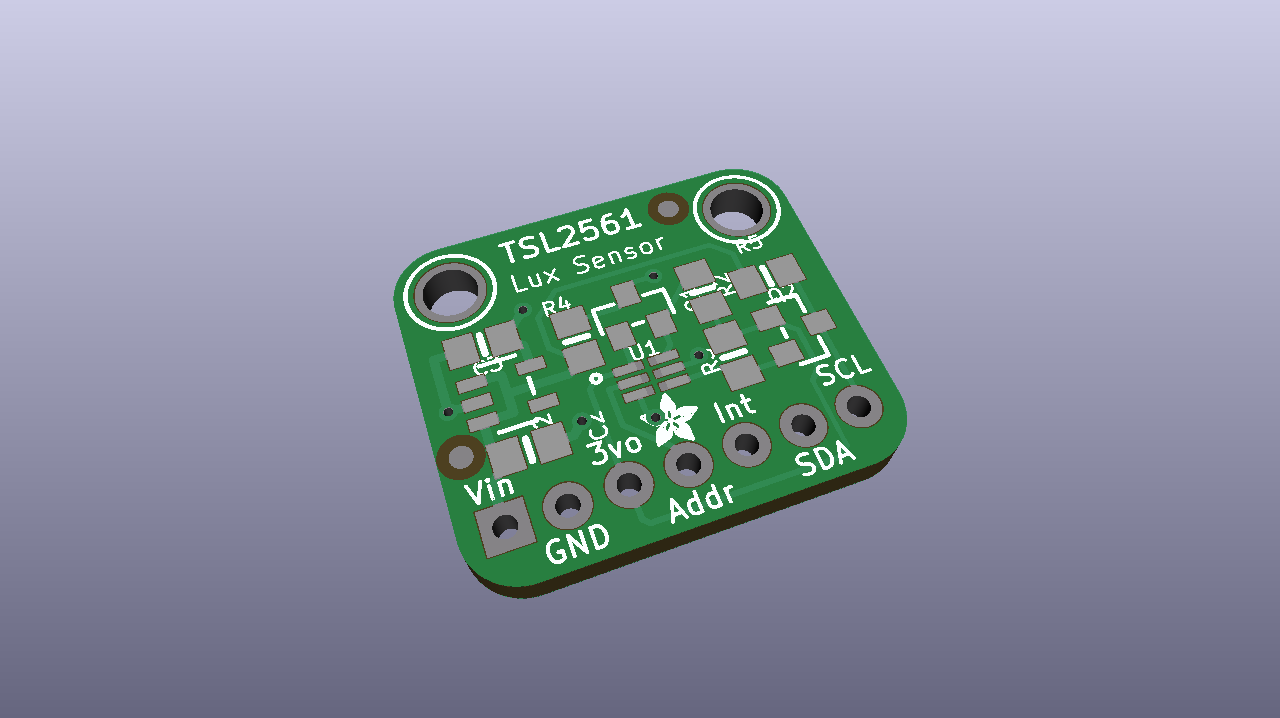 TSL2561
Lux Sensor
R5
R4
U1
SCL
Int
3vo
SDA
Vin
Addr
GND